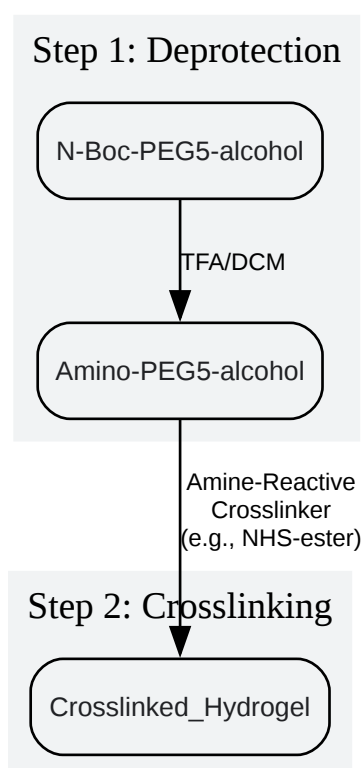 Step 1: Deprotection
N-Boc-PEG5-alcohol
TFA/DCM
Amino-PEG5-alcohol
Amine-Reactive
Crosslinker
(e.g., NHS-ester)
Step 2: Crosslinking
Crosslinked_Hydrogel